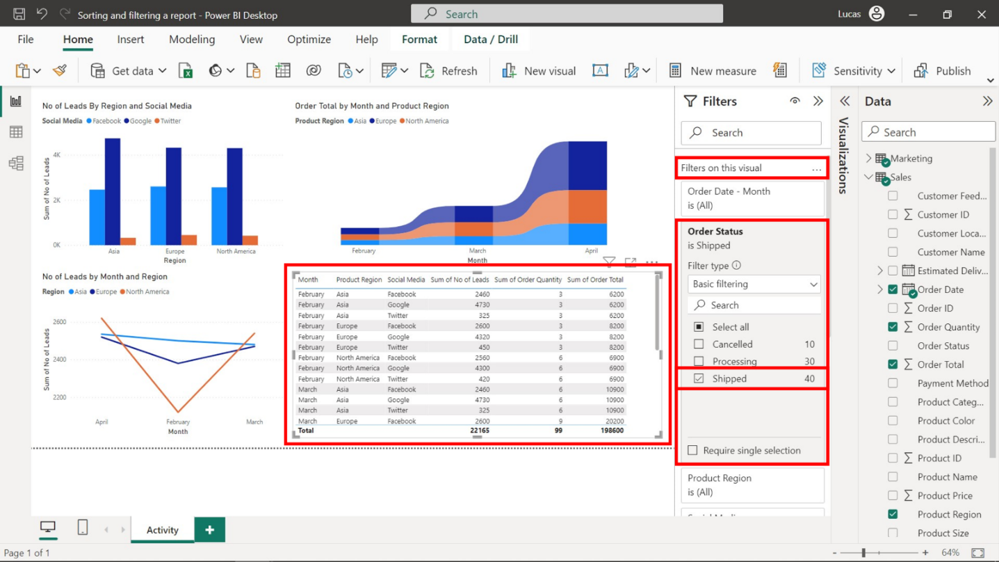 Sorting and filtering a report - Power BI Desktop
Search
Lucas
File Home Insert Modeling View Optimize Help Format Data / Drill
Get data Refresh New visual New measure Sensitivity Publish
No of Leads By Region and Social Media
Social Media Facebook Google Twitter
Sum of No of Leads
4K
2K
0K
Asia Europe North America
Region
Order Total by Month and Product Region
Product Region Asia Europe North America
February March April
Month
No of Leads by Month and Region
Region Asia Europe North America
Sum of No of Leads
2600
2400
2200
April February March
Month
Month Product Region Social Media Sum of No of Leads Sum of Order Quantity Sum of Order Total
February Asia Facebook 2460 3 6200
February Asia Google 4730 3 6200
February Asia Twitter 325 3 6200
February Europe Facebook 2600 3 8200
February Europe Google 4320 3 8200
February Europe Twitter 450 3 8200
February North America Facebook 2560 6 6900
February North America Google 4300 6 6900
February North America Twitter 420 6 6900
March Asia Facebook 2460 6 10900
March Asia Google 4730 6 10900
March Asia Twitter 325 6 10900
March Europe Facebook 2600 9 20200
Total 22165 99 198600
Filters
Search
Filters on this visual ...
Order Date - Month
is (All)
Order Status
is Shipped
Filter type
Basic filtering
Search
Select all
Cancelled 10
Processing 30
Shipped 40
Require single selection
Product Region
is (All)
Visualizations
Data
Search
Marketing
Sales
Customer Feed...
Customer ID
Customer Loca...
Customer Name
Estimated Deliv...
Order Date
Order ID
Order Quantity
Order Status
Order Total
Payment Method
Product Categ...
Product Color
Product Descri...
Product ID
Product Name
Product Price
Product Region
Product Size
Activity
Page 1 of 1
- + 64%